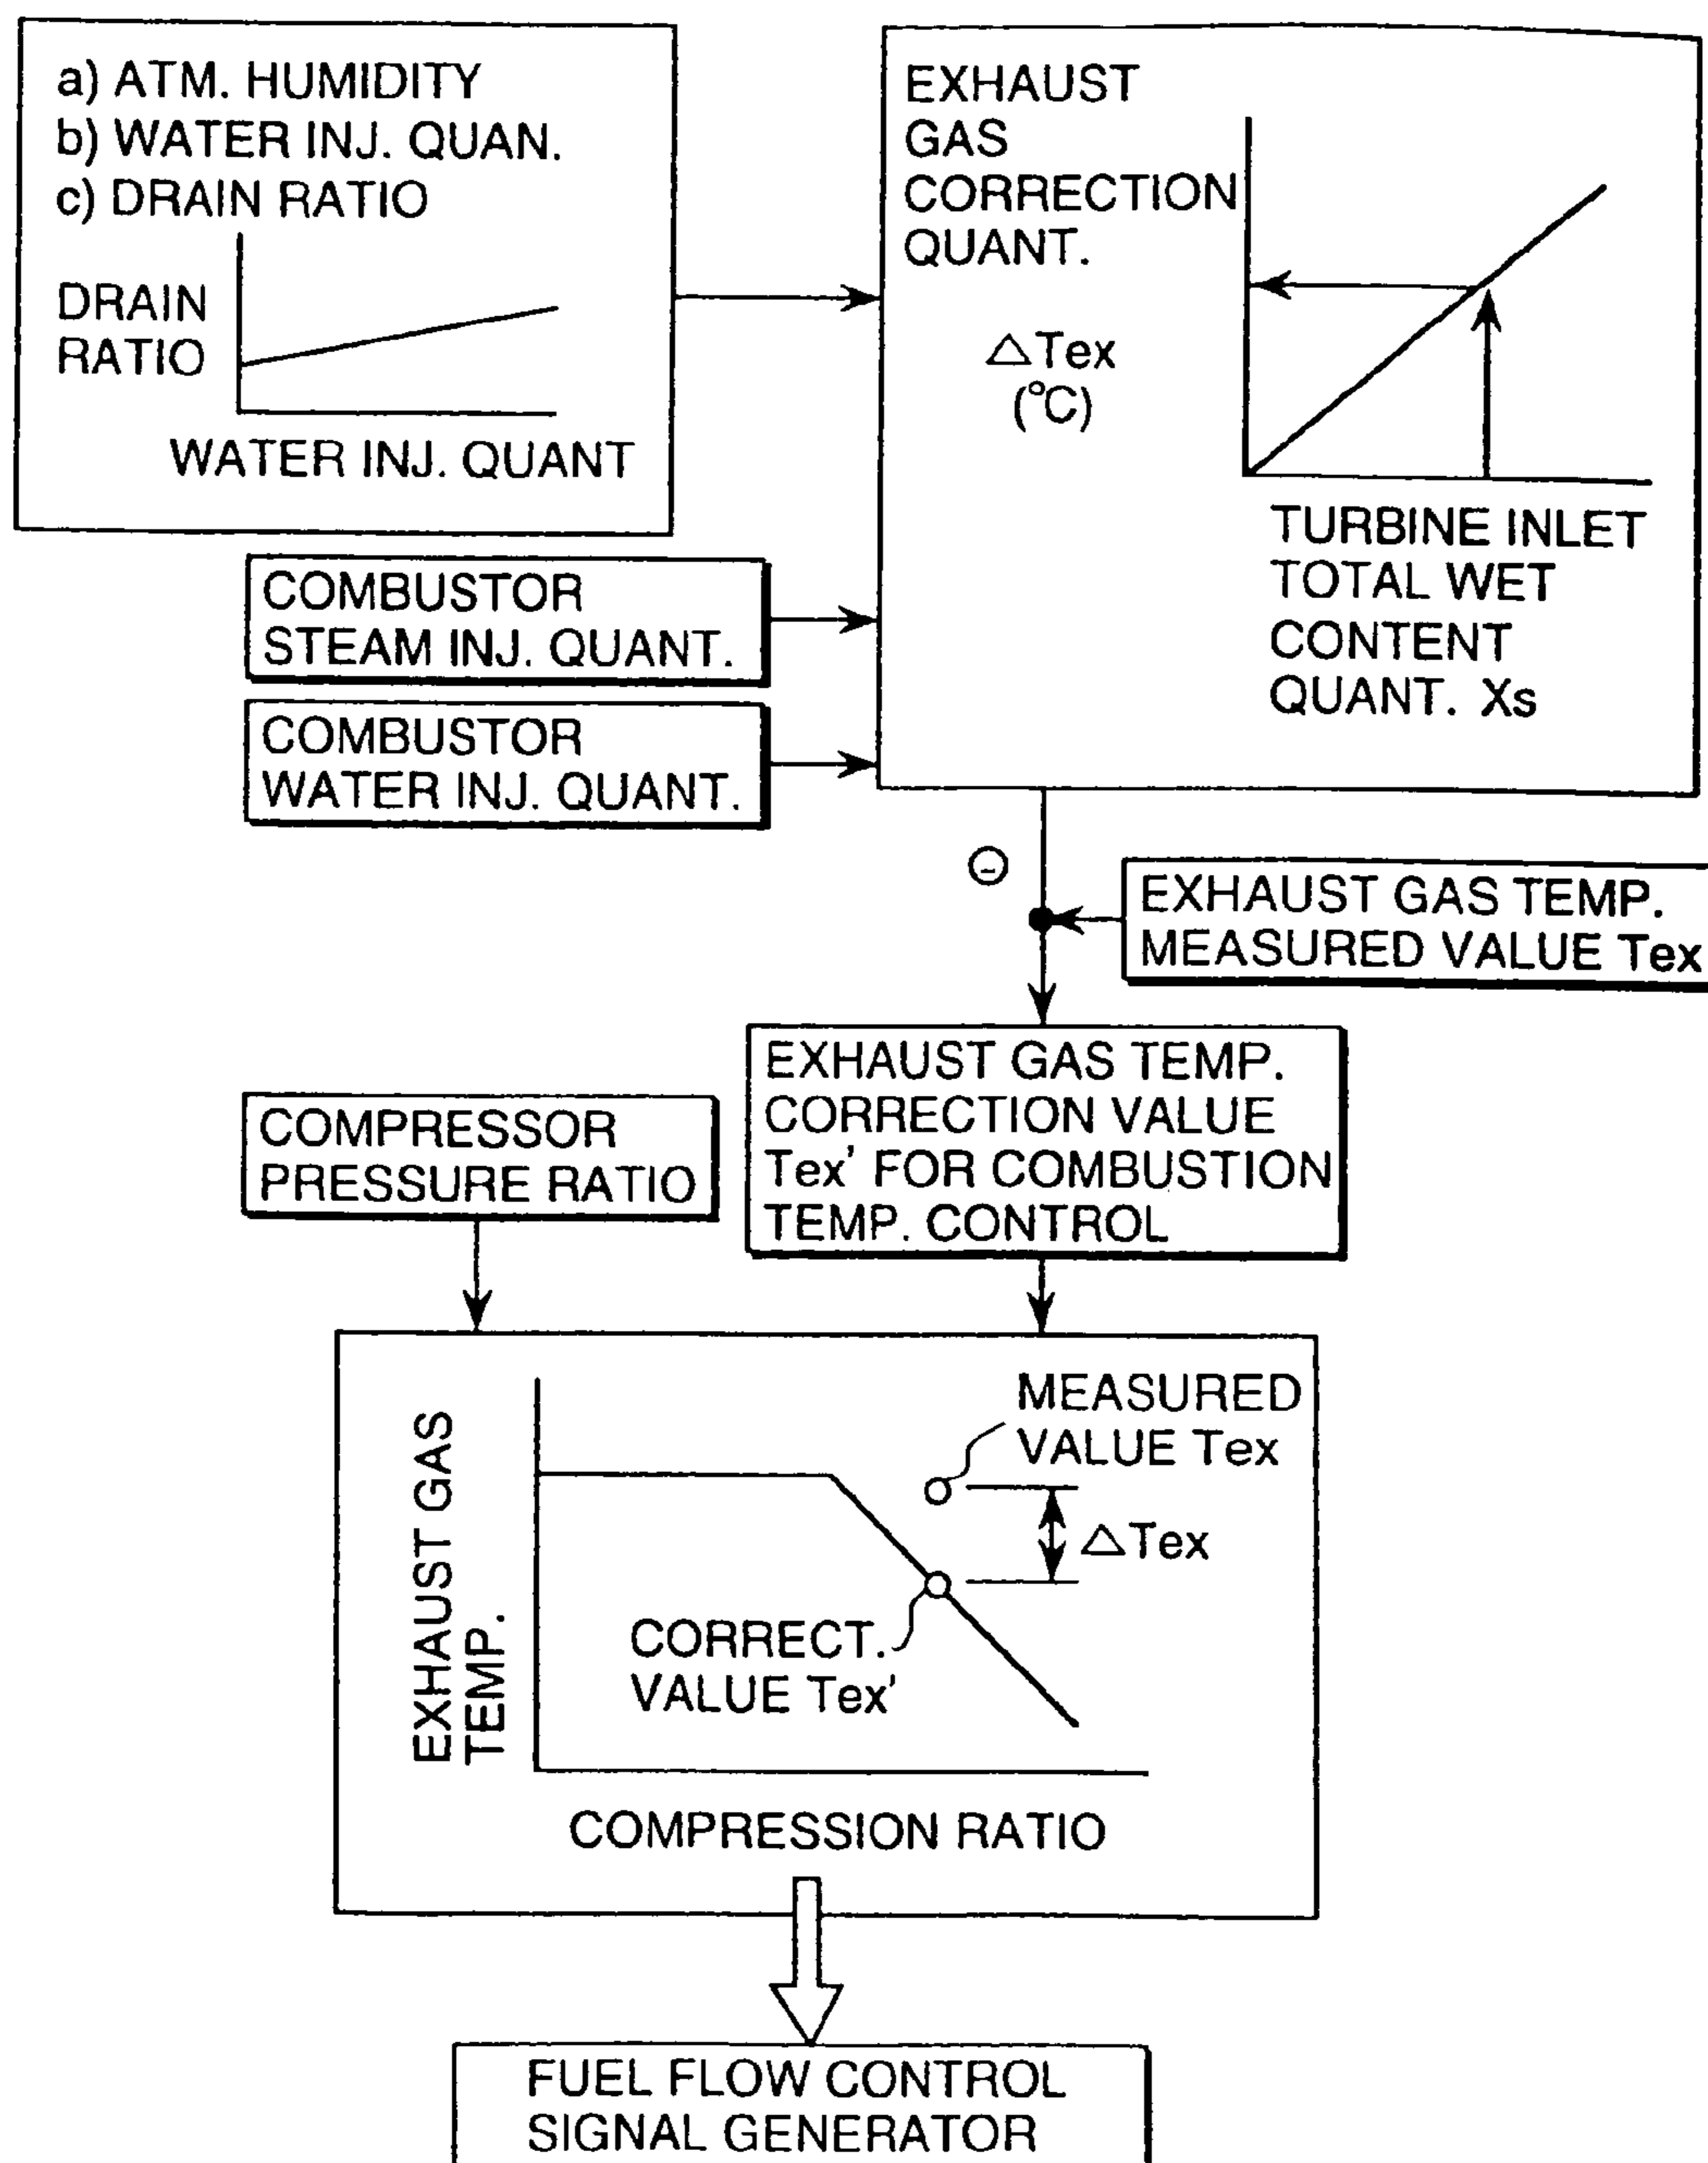 a) ATM. HUMIDITY
b) WATER INJ. QUAN.
c) DRAIN RATIO
DRAIN
RATIO
WATER INJ. QUANT
EXHAUST
GAS
CORRECTION
QUANT.
△Tex
(°C)
TURBINE INLET
TOTAL WET
CONTENT
QUANT. Xs
COMBUSTOR
STEAM INJ. QUANT.
COMBUSTOR
WATER INJ. QUANT.
-
EXHAUST GAS TEMP.
MEASURED VALUE Tex
EXHAUST GAS TEMP.
CORRECTION VALUE
Tex' FOR COMBUSTION
TEMP. CONTROL
COMPRESSOR
PRESSURE RATIO
EXHAUST GAS
TEMP.
MEASURED
VALUE Tex
△Tex
CORRECT.
VALUE Tex'
COMPRESSION RATIO
FUEL FLOW CONTROL
SIGNAL GENERATOR